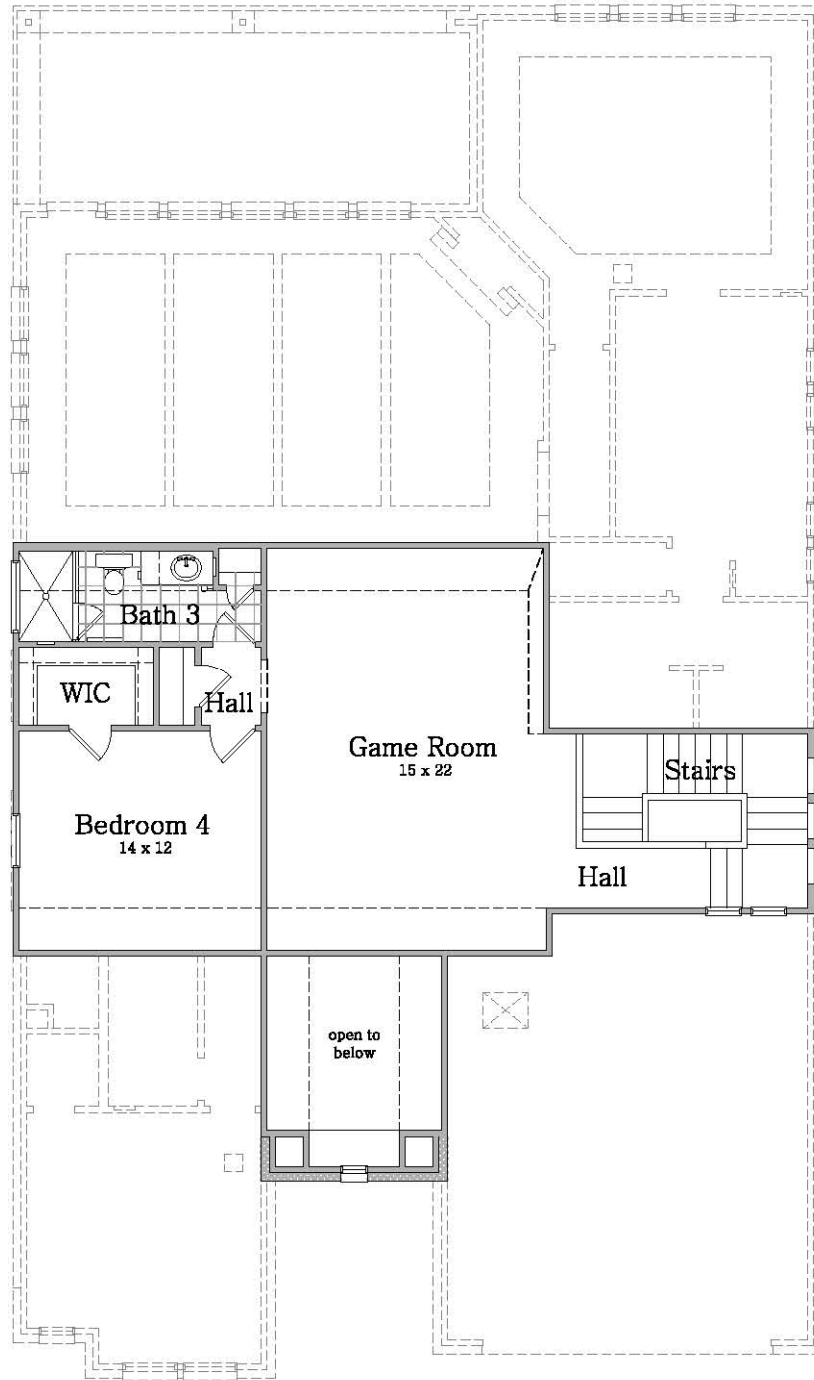 Bath 3
WIC
Hall
Game Room
15 x 22
Stairs
Bedroom 4
14 x 12
Hall
open to
below